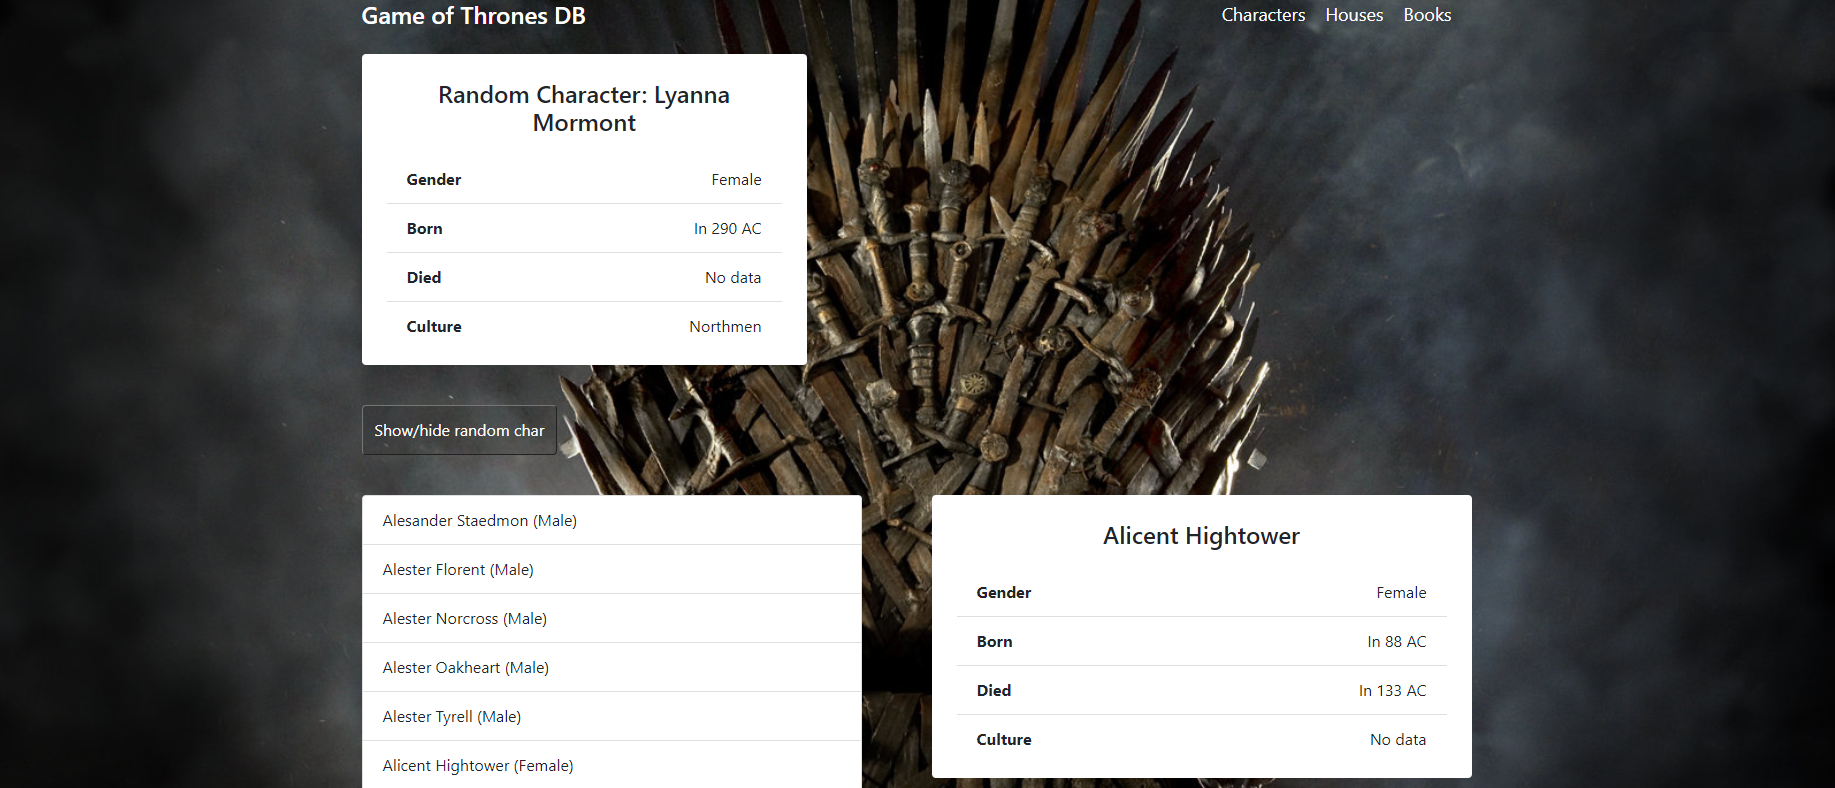 Game of Thrones DB
Characters Houses Books
Random Character: Lyanna
Mormont
Gender Female
Born In 290 AC
Died No data
Culture Northmen
Show/hide random char
Alesander Staedmon (Male)
Alester Florent (Male)
Alester Norcross (Male)
Alester Oakheart (Male)
Alester Tyrell (Male)
Alicent Hightower (Female)
Alicent Hightower
Gender Female
Born In 88 AC
Died In 133 AC
Culture No data